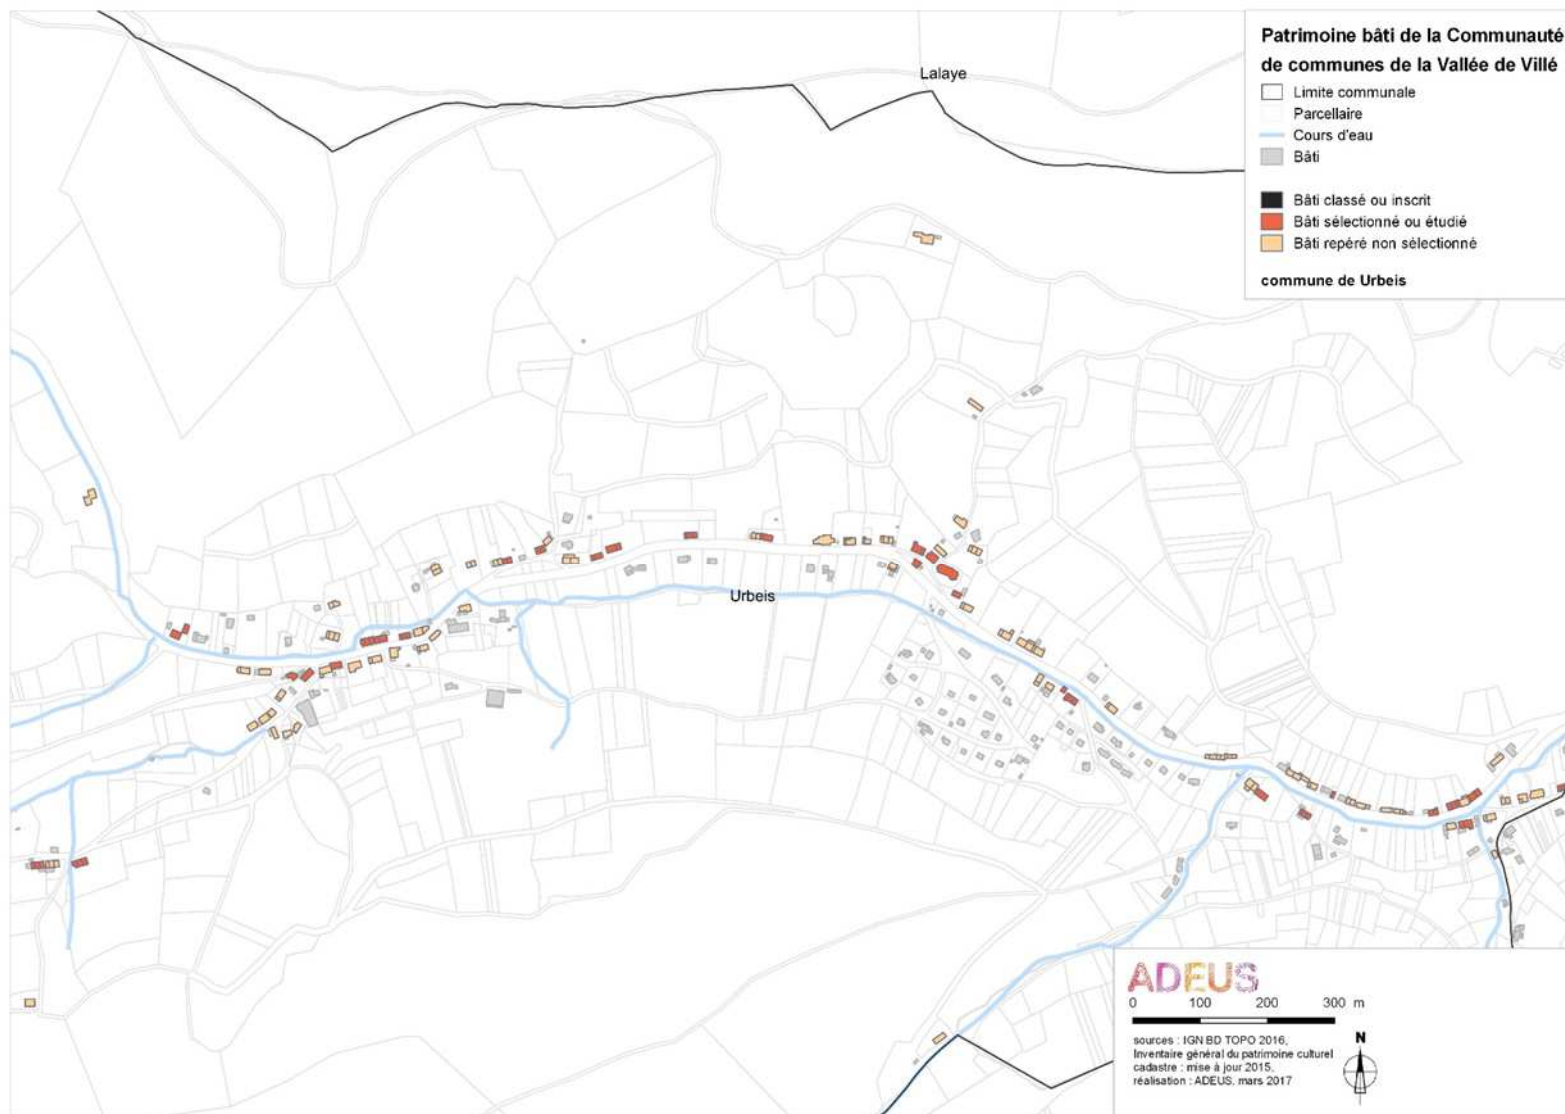 Patrimoine bâti de la Communauté
de communes de la Vallée de Villé
Limite communale
Parcellaire
Cours d'eau
Bâti
Bâti classé ou inscrit
Bâti sélectionné ou étudié
Bâti repéré non sélectionné
commune de Urbeis
Lalaye
Urbeis
ADEUS
0 100 200 300 m
sources : IGN BD TOPO 2016,
Inventaire général du patrimoine culturel
cadastre : mise à jour 2015,
réalisation : ADEUS, mars 2017
N